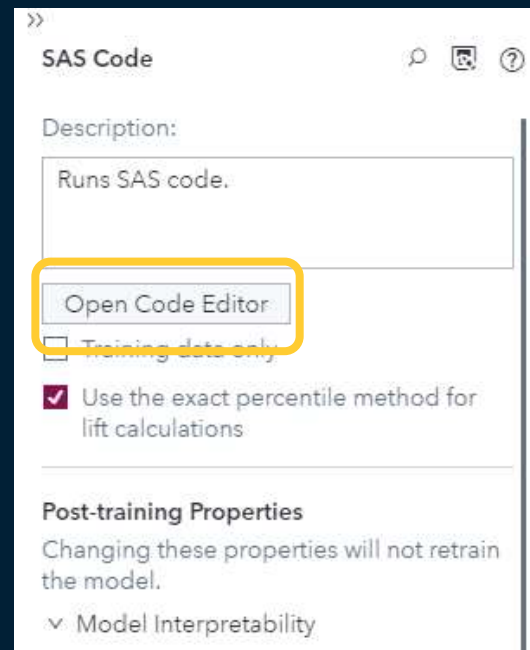 SAS Code
Description:
Runs SAS code.
Open Code Editor
Training data only
Use the exact percentile method for
lift calculations
Post-training Properties
Changing these properties will not retrain
the model.
Model Interpretability